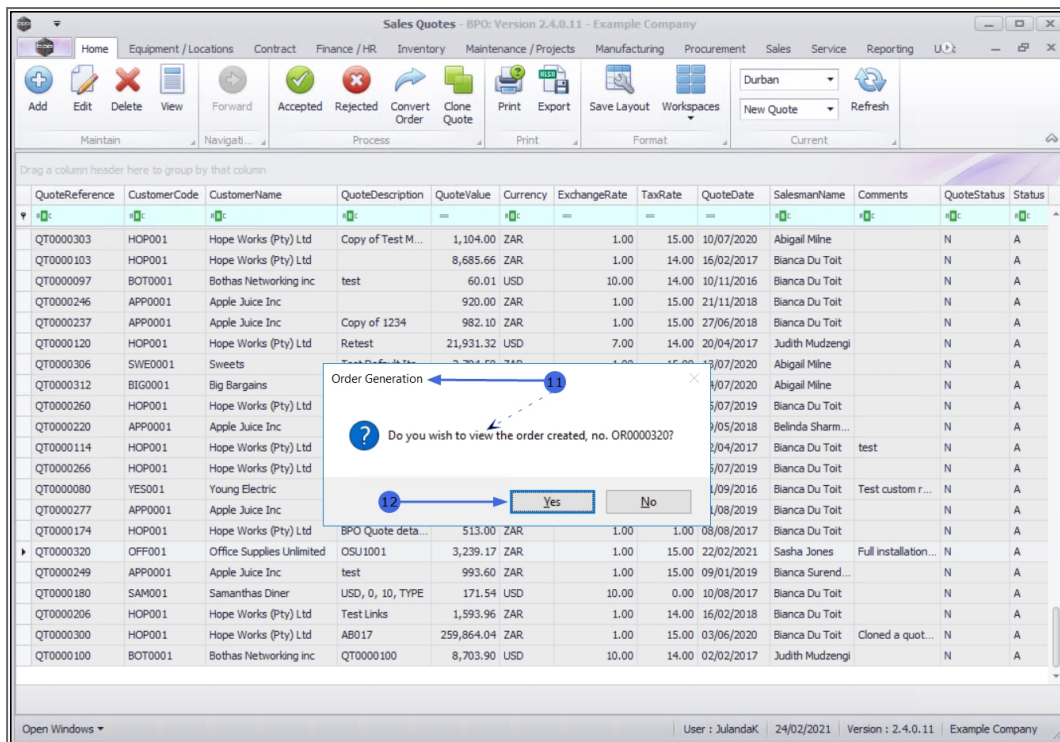 Sales Quotes - BPO: Version 2.4.0.11 - Example Company
Home Equipment / Locations Contract Finance / HR Inventory Maintenance / Projects Manufacturing Procurement Sales Service Reporting
Add Edit Delete View Forward Accepted Rejected Convert Order Clone Quote Print Export Save Layout Workspaces Durban New Quote Refresh
Maintain Navigati... Process Print Format Current
Drag a column header here to group by that column
QuoteReference CustomerCode CustomerName QuoteDescription QuoteValue Currency ExchangeRate TaxRate QuoteDate SalesmanName Comments QuoteStatus Status
QT0000303 HOP001 Hope Works (Pty) Ltd Copy of Test M... 1,104.00 ZAR 1.00 15.00 10/07/2020 Abigail Milne N A
QT0000103 HOP001 Hope Works (Pty) Ltd 8,685.66 ZAR 1.00 14.00 16/02/2017 Bianca Du Toit N A
QT0000097 BOT0001 Bothas Networking inc test 60.01 USD 10.00 14.00 10/11/2016 Bianca Du Toit N A
QT0000246 APP0001 Apple Juice Inc 920.00 ZAR 1.00 15.00 21/11/2018 Bianca Du Toit N A
QT0000237 APP0001 Apple Juice Inc Copy of 1234 982.10 ZAR 1.00 15.00 27/06/2018 Bianca Du Toit N A
QT0000120 HOP001 Hope Works (Pty) Ltd Retest 21,931.32 USD 7.00 14.00 20/04/2017 Judith Mudzengi N A
QT0000306 SWE0001 Sweets /07/2020 Abigail Milne N A
QT0000312 BIG0001 Big Bargains /07/2020 Abigail Milne N A
QT0000260 HOP001 Hope Works (Pty) Ltd /07/2019 Bianca Du Toit N A
QT0000220 APP0001 Apple Juice Inc /05/2018 Belinda Sharm... N A
QT0000114 HOP001 Hope Works (Pty) Ltd /04/2017 Bianca Du Toit test N A
QT0000266 HOP001 Hope Works (Pty) Ltd /07/2019 Bianca Du Toit N A
QT0000080 YES001 Young Electric /09/2016 Bianca Du Toit Test custom r... N A
QT0000277 APP0001 Apple Juice Inc /08/2019 Bianca Du Toit N A
QT0000174 HOP001 Hope Works (Pty) Ltd BPO Quote deta... 513.00 ZAR 1.00 1.00 08/08/2017 Bianca Du Toit N A
QT0000320 OFF001 Office Supplies Unlimited OSU1001 3,239.17 ZAR 1.00 15.00 22/02/2021 Sasha Jones Full installation... N A
QT0000249 APP0001 Apple Juice Inc test 993.60 ZAR 1.00 15.00 09/01/2019 Bianca Surend... N A
QT0000180 SAM001 Samanthas Diner USD, 0, 10, TYPE 171.54 USD 10.00 0.00 10/08/2017 Bianca Du Toit N A
QT0000206 HOP001 Hope Works (Pty) Ltd Test Links 1,593.96 ZAR 1.00 14.00 16/02/2018 Bianca Du Toit N A
QT0000300 HOP001 Hope Works (Pty) Ltd AB017 259,864.04 ZAR 1.00 15.00 03/06/2020 Bianca Du Toit Cloned a quot... N A
QT0000100 BOT0001 Bothas Networking inc QT0000100 8,703.90 USD 10.00 14.00 02/02/2017 Judith Mudzengi N A
Order Generation 11
Do you wish to view the order created, no. OR0000320?
12 Yes No
Open Windows User : JulandaK 24/02/2021 Version : 2.4.0.11 Example Company